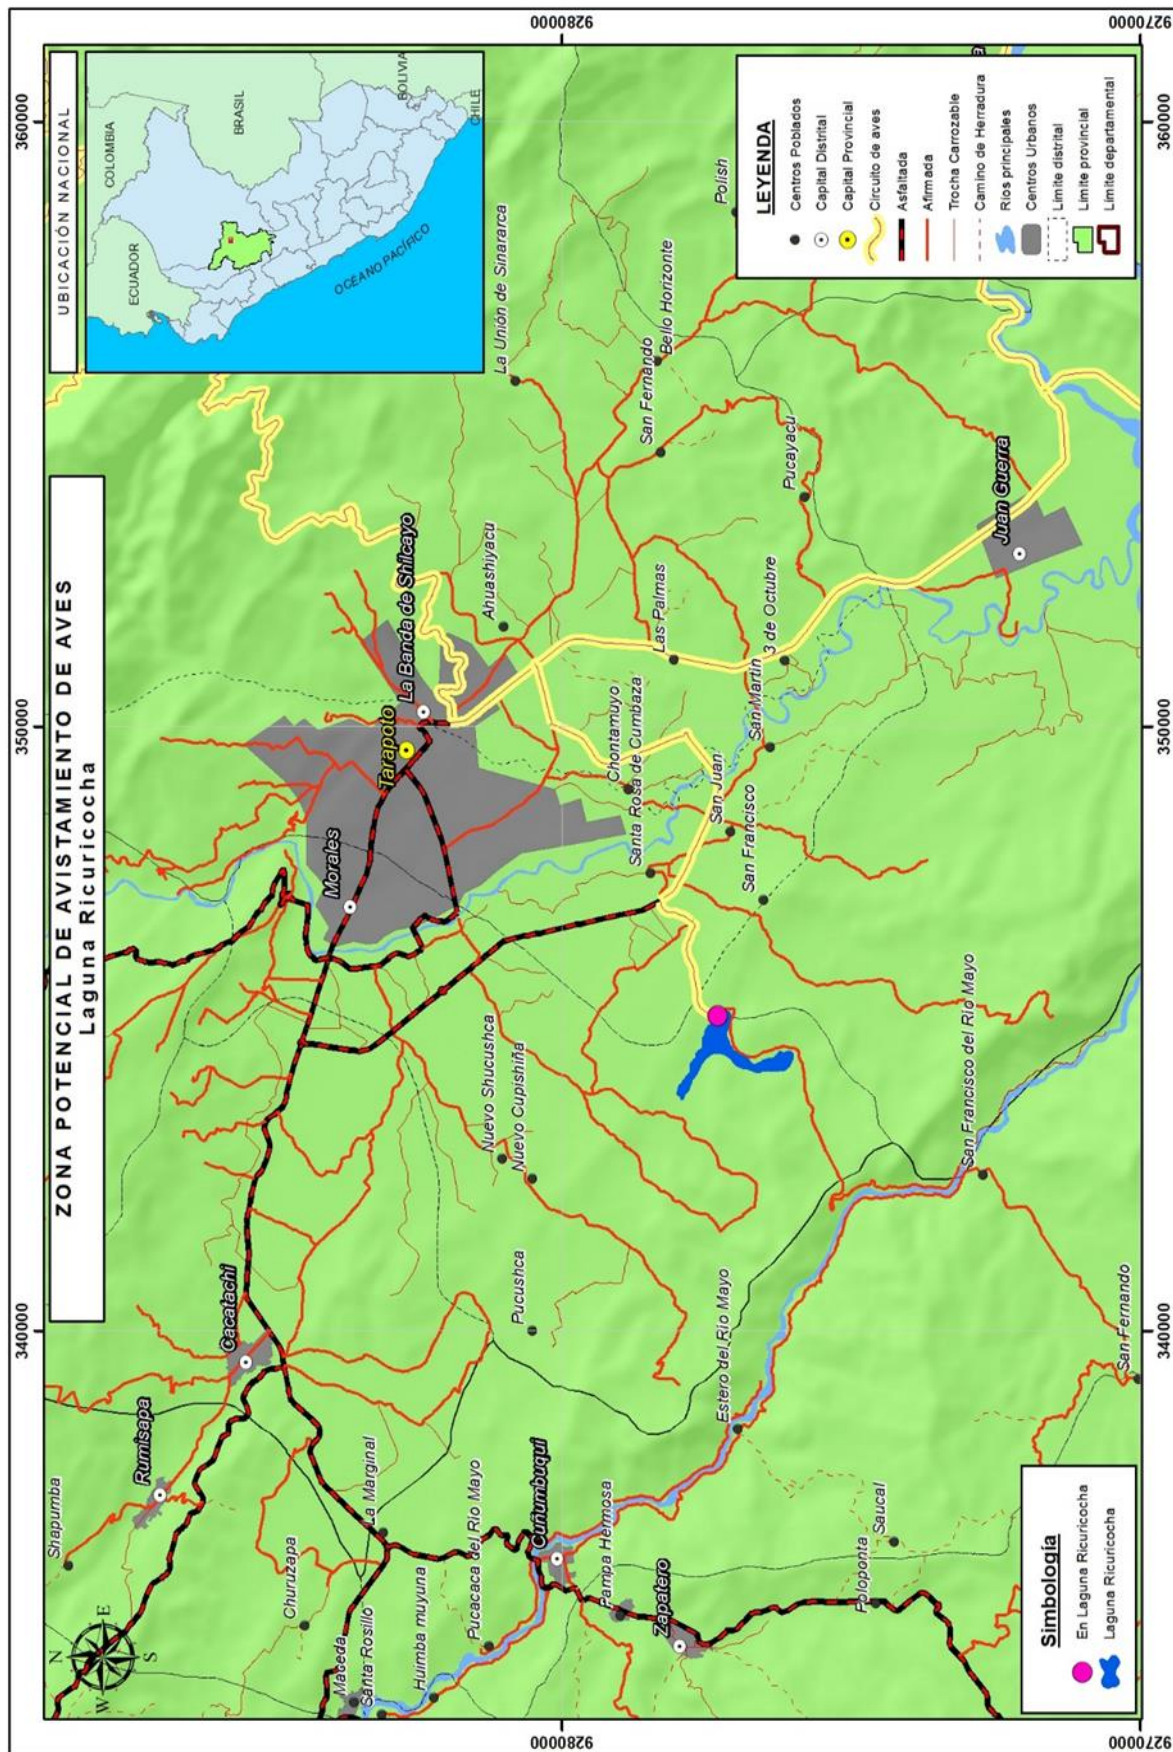 ZONA POTENCIAL DE AVISTAMIENTO DE AVES
Laguna Ricuricocha
UBICACIÓN NACIONAL
COLOMBIA
ECUADOR
BRASIL
BOLIVIA
CHILE
OCÉANO PACÍFICO
340000
350000
360000
9280000
9270000
340000
9280000
9270000
N
W
E
S
Shapumba
Rumisapa
Cacatachi
Morales
Tarapoto
La Banda de Shilcayo
Ahuashiyacu
La Unión de Sinararca
Churuzapa
La Marginal
Maceda
Santa Rosillo
Huimba muyuna
Pucacaca del Río Mayo
Cuñumbuqui
Pampa Hermosa
Zapatero
Poloponta
Saucal
Pucushca
Nuevo Shucushca
Nuevo Cupishiña
Estero del Río Mayo
San Francisco del Río Mayo
San Fernando
Chontamuyo
Santa Rosa de Cumbaza
San Juan
San Francisco
San Martín
3 de Octubre
Las Palmas
San Fernando
Bello Horizonte
Pucayacu
Polish
Juan Guerra
Simbología
En Laguna Ricuricocha
Laguna Ricuricocha
LEYENDA
Centros Poblados
Capital Distrital
Capital Provincial
Circuito de aves
Asfaltada
Afirmada
Trocha Carrozable
Camino de Herradura
Ríos principales
Centros Urbanos
Límite distrital
Límite provincial
Límite departamental